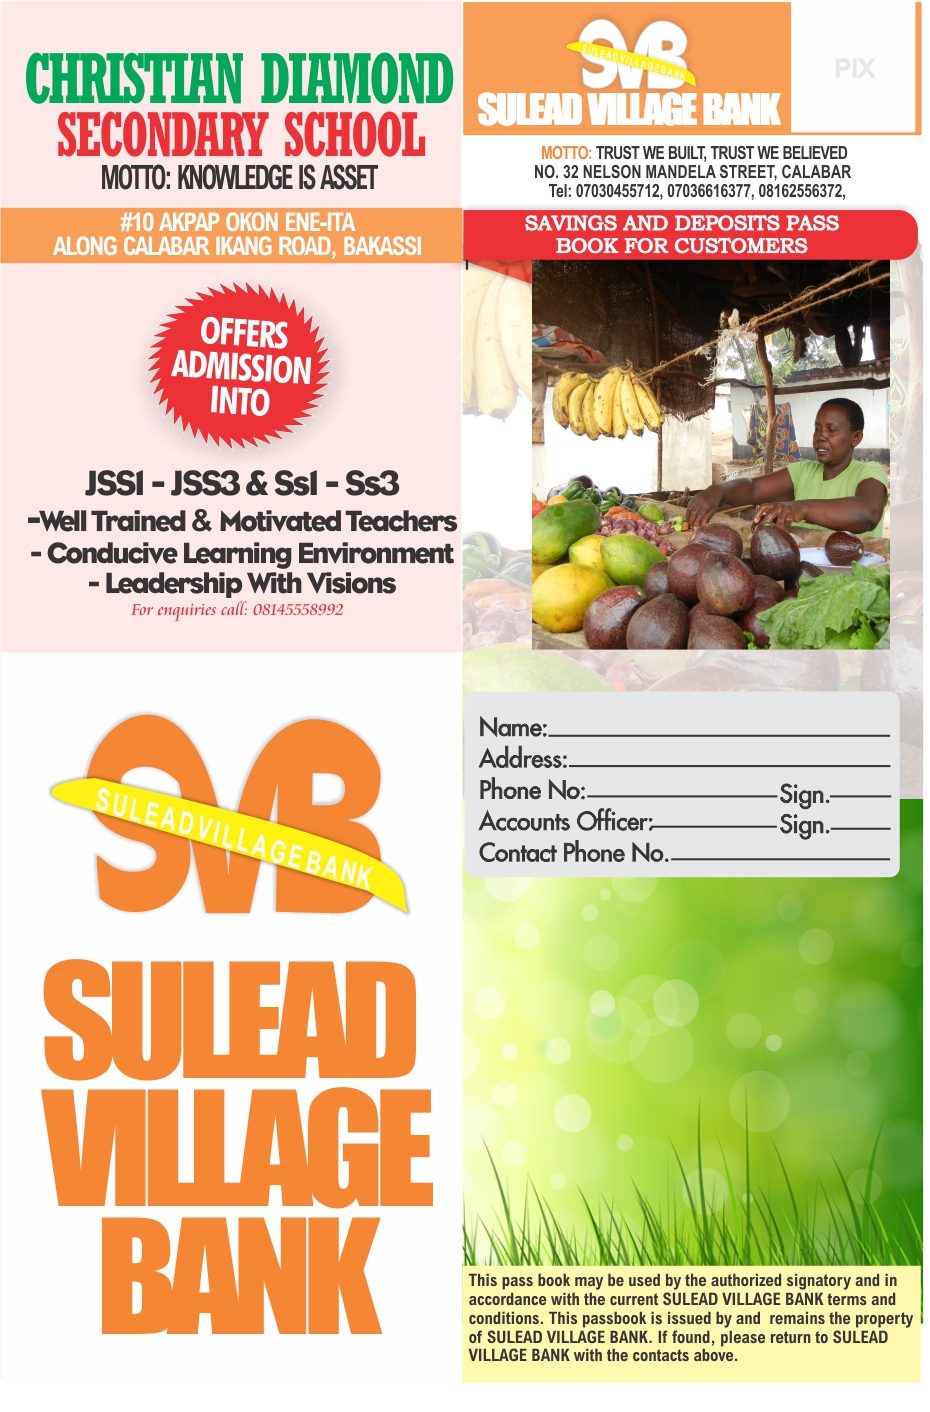 CHRISTIAN DIAMOND
SECONDARY SCHOOL
MOTTO: KNOWLEDGE IS ASSET
#10 AKPAP OKON ENE-ITA
ALONG CALABAR IKANG ROAD, BAKASSI
OFFERS
ADMISSION
INTO
JSS1 - JSS3 & Ss1 - Ss3
-Well Trained & Motivated Teachers
- Conducive Learning Environment
- Leadership With Visions
For enquiries call: 08145558992
SVB
SULEAD VILLAGE BANK
SULEAD
VILLAGE
BANK
SVB
SULEAD VILLAGE BANK
SULEAD VILLAGE BANK
PIX
MOTTO: TRUST WE BUILT, TRUST WE BELIEVED
NO. 32 NELSON MANDELA STREET, CALABAR
Tel: 07030455712, 07036616377, 08162556372,
SAVINGS AND DEPOSITS PASS
BOOK FOR CUSTOMERS
Name:
Address:
Phone No: Sign.
Accounts Officer: Sign.
Contact Phone No.
This pass book may be used by the authorized signatory and in
accordance with the current SULEAD VILLAGE BANK terms and
conditions. This passbook is issued by and remains the property
of SULEAD VILLAGE BANK. If found, please return to SULEAD
VILLAGE BANK with the contacts above.